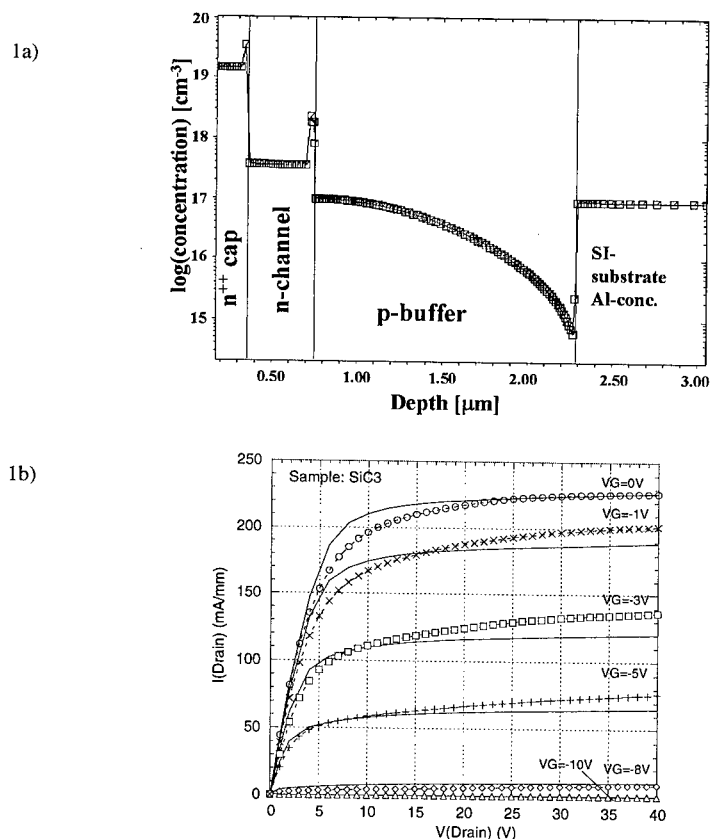 1a)
log(concentration) [cm-3]
20
19
18
17
16
15
n++ cap
n-channel
p-buffer
SI-
substrate
Al-conc.
0.50
1.00
1.50
2.00
2.50
3.00
Depth [μm]
1b)
I(Drain) (mA/mm)
250
200
150
100
50
0
Sample: SiC3
VG=0V
VG=-1V
VG=-3V
VG=-5V
VG=-10V
VG=-8V
0
5
10
15
20
25
30
35
40
V(Drain) (V)